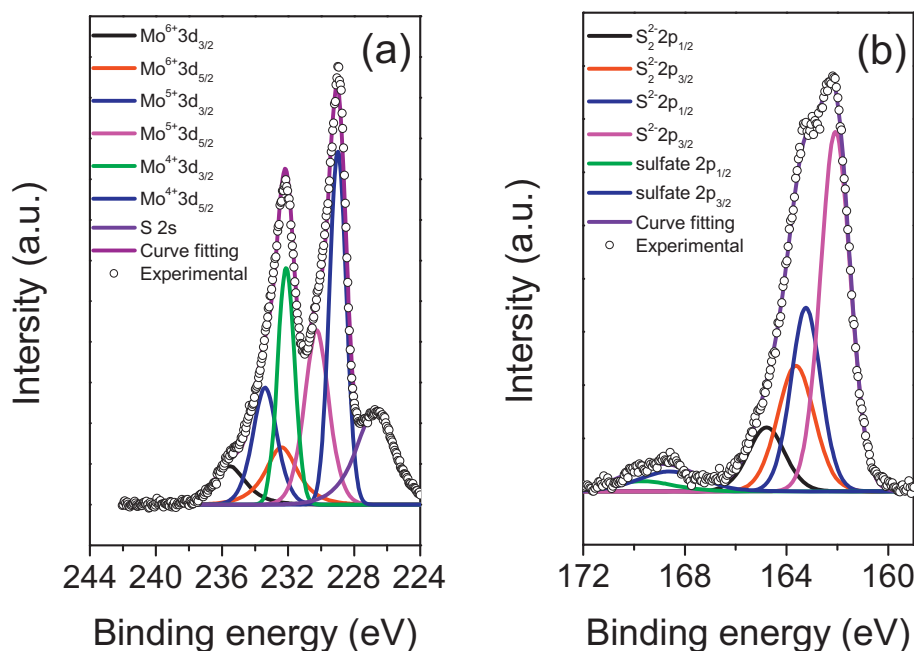 (a)
Mo⁶⁺3d₃/₂
Mo⁶⁺3d₅/₂
Mo⁵⁺3d₃/₂
Mo⁵⁺3d₅/₂
Mo⁴⁺3d₃/₂
Mo⁴⁺3d₅/₂
S 2s
Curve fitting
Experimental
Intersity (a.u.)
244 240 236 232 228 224
Binding energy (eV)
(b)
S₂²⁻2p₁/₂
S₂²⁻2p₃/₂
S²⁻2p₁/₂
S²⁻2p₃/₂
sulfate 2p₁/₂
sulfate 2p₃/₂
Curve fitting
Experimental
Intersity (a.u.)
172 168 164 160
Binding energy (eV)